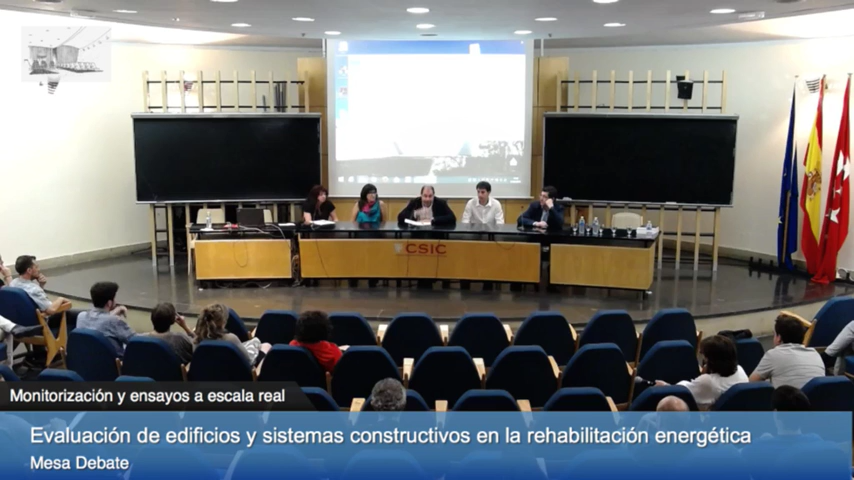 CSIC
Monitorización y ensayos a escala real
Evaluación de edificios y sistemas constructivos en la rehabilitación energética
Mesa Debate